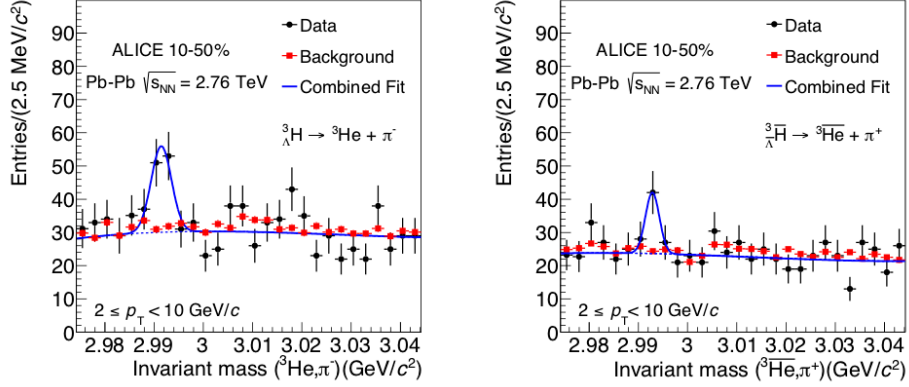 Entries/(2.5 MeV/c²)
90
80
70
60
50
40
30
20
10
0
Data
ALICE 10-50%
Background
Pb-Pb √sNN = 2.76 TeV
Combined Fit
³ΛH → ³He + π⁻
2 ≤ pT < 10 GeV/c
2.98 2.99 3 3.01 3.02 3.03 3.04
Invariant mass (³He,π⁻)(GeV/c²)
Entries/(2.5 MeV/c²)
90
80
70
60
50
40
30
20
10
0
Data
ALICE 10-50%
Background
Pb-Pb √sNN = 2.76 TeV
Combined Fit
³Λ̅H̅ → ³H̅e̅ + π⁺
2 ≤ pT < 10 GeV/c
2.98 2.99 3 3.01 3.02 3.03 3.04
Invariant mass (³H̅e̅,π⁺)(GeV/c²)